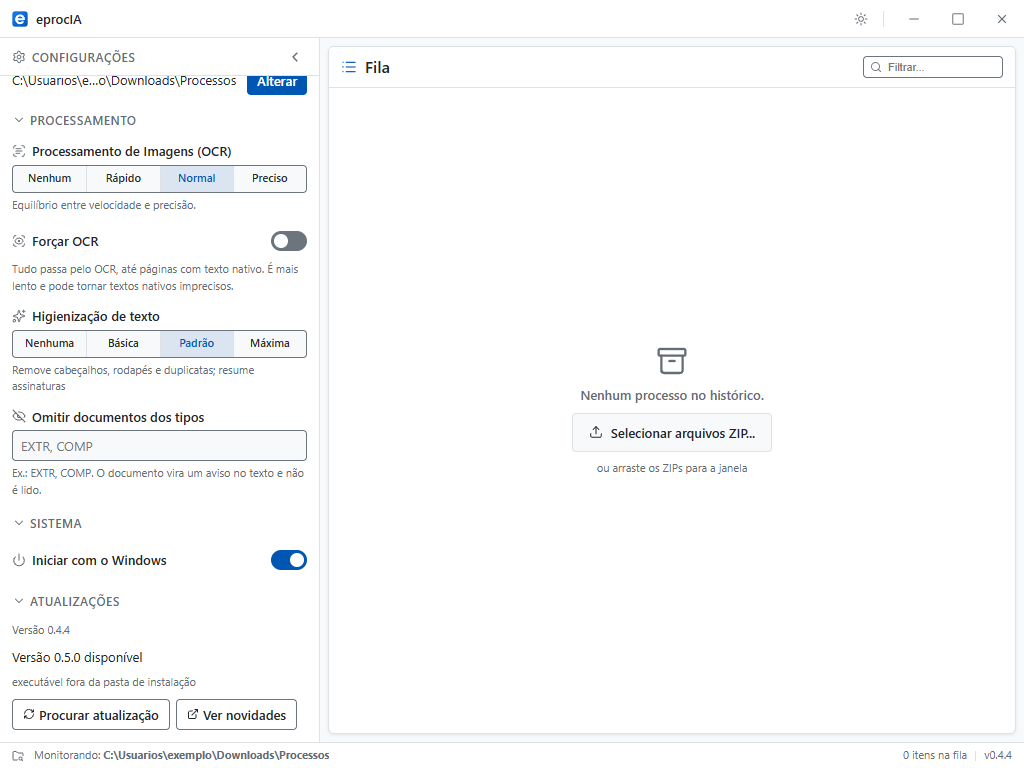 eprocIA
CONFIGURAÇÕES
C:\Usuarios\e...o\Downloads\Processos
Alterar
PROCESSAMENTO
Processamento de Imagens (OCR)
Nenhum Rápido Normal Preciso
Equilíbrio entre velocidade e precisão.
Forçar OCR
Tudo passa pelo OCR, até páginas com texto nativo. É mais
lento e pode tornar textos nativos imprecisos.
Higienização de texto
Nenhuma Básica Padrão Máxima
Remove cabeçalhos, rodapés e duplicatas; resume
assinaturas
Omitir documentos dos tipos
EXTR, COMP
Ex.: EXTR, COMP. O documento vira um aviso no texto e não
é lido.
SISTEMA
Iniciar com o Windows
ATUALIZAÇÕES
Versão 0.4.4
Versão 0.5.0 disponível
executável fora da pasta de instalação
Procurar atualização Ver novidades
Fila
Filtrar...
Nenhum processo no histórico.
Selecionar arquivos ZIP...
ou arraste os ZIPs para a janela
Monitorando: C:\Usuarios\exemplo\Downloads\Processos
0 itens na fila v0.4.4